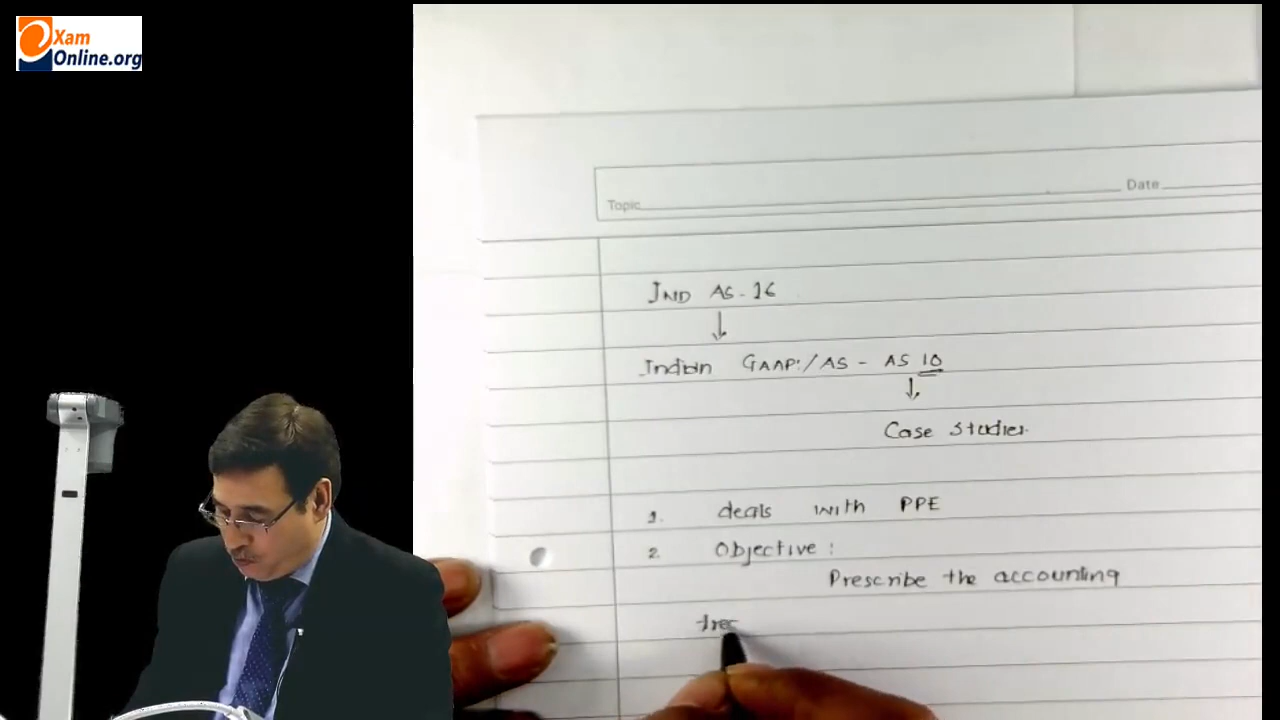 Xam
Online.org
Topic
Date
IND AS-16
Indian GAAP:/AS - AS 10
Case Studies.
1. deals with PPE
2. Objective :
Prescribe the accounting
trec